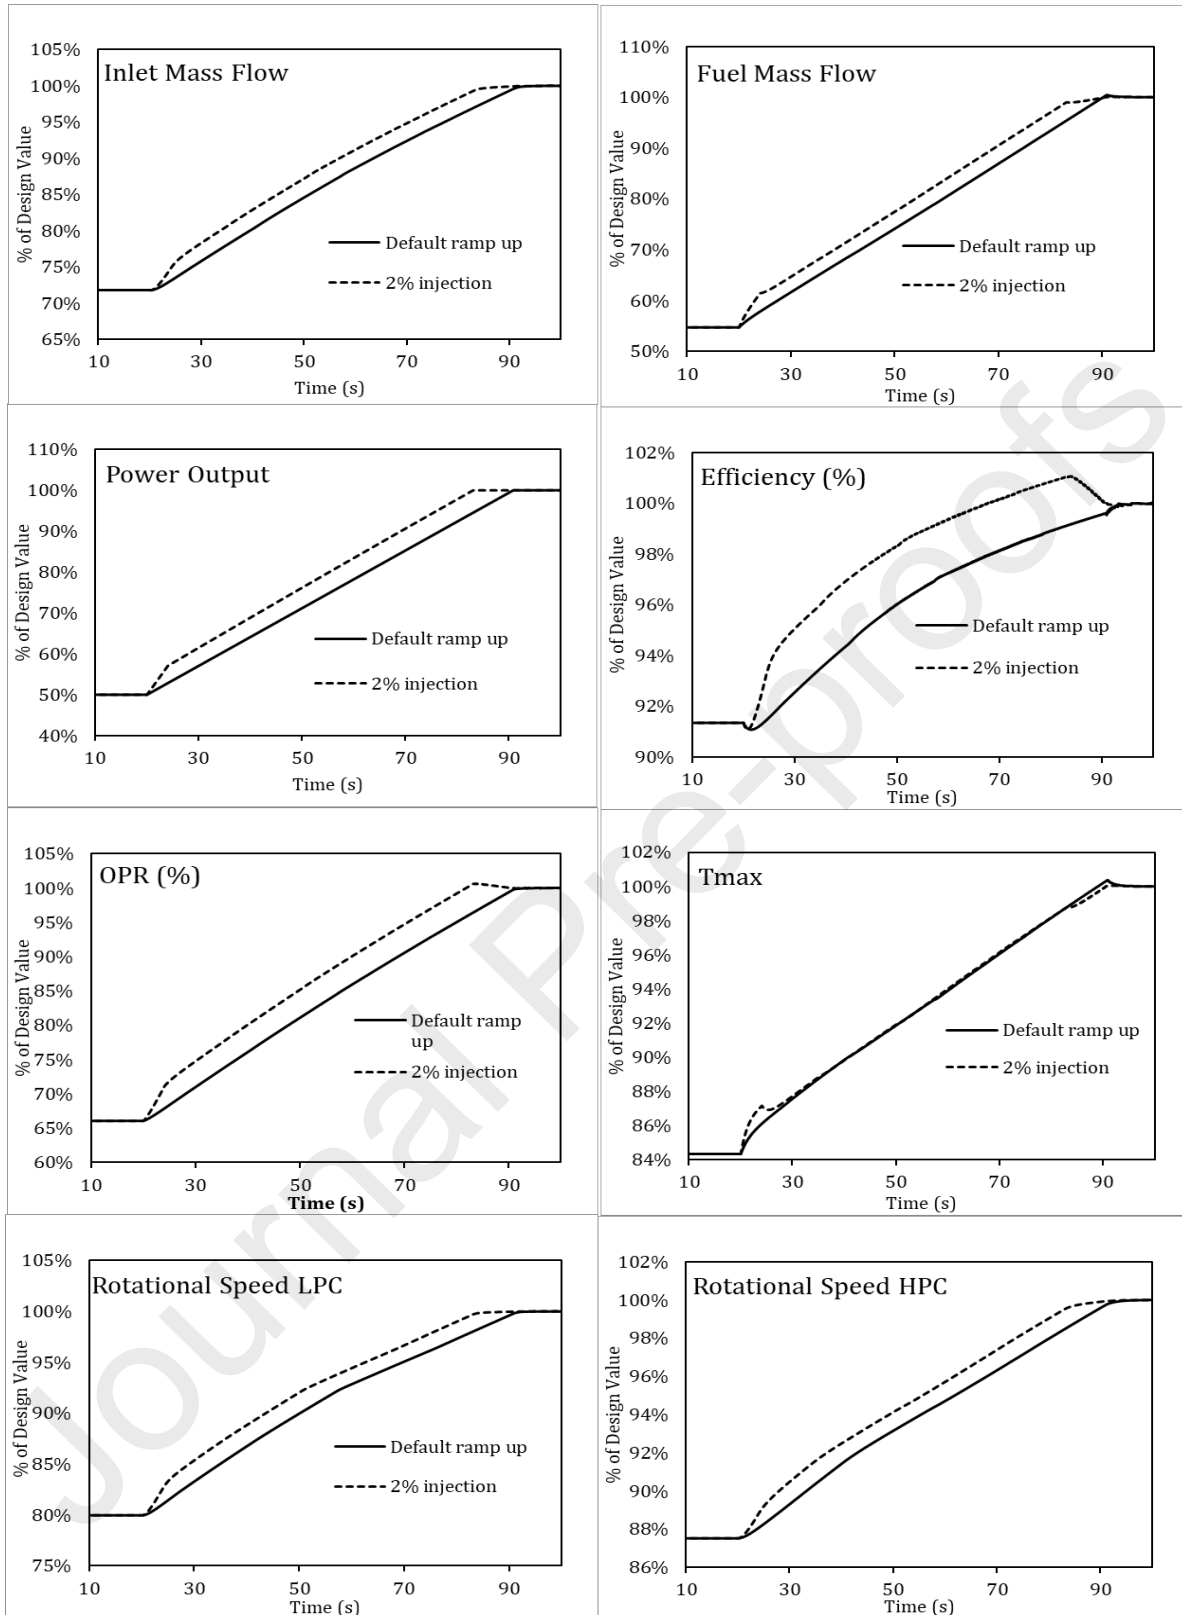 105%
Inlet Mass Flow
100%
95%
90%
85%
80%
75%
70%
65%
% of Design Value
Default ramp up
2% injection
10 30 50 70 90
Time (s)
110%
Fuel Mass Flow
100%
90%
80%
70%
60%
50%
% of Design Value
Default ramp up
2% injection
10 30 50 70 90
Time (s)
110%
Power Output
100%
90%
80%
70%
60%
50%
40%
% of Design Value
Default ramp up
2% injection
10 30 50 70 90
Time (s)
102%
Efficiency (%)
100%
98%
96%
94%
92%
90%
% of Design Value
Default ramp up
2% injection
10 30 50 70 90
Time (s)
105%
OPR (%)
100%
95%
90%
85%
80%
75%
70%
65%
60%
% of Design Value
Default ramp
up
2% injection
10 30 50 70 90
Time (s)
102%
Tmax
100%
98%
96%
94%
92%
90%
88%
86%
84%
% of Design Value
Default ramp up
2% injection
10 30 50 70 90
Time (s)
105%
Rotational Speed LPC
100%
95%
90%
85%
80%
75%
% of Design Value
Default ramp up
2% injection
10 30 50 70 90
Time (s)
102%
Rotational Speed HPC
100%
98%
96%
94%
92%
90%
88%
86%
% of Design Value
Default ramp up
2% injection
10 30 50 70 90
Time (s)
Journal Pre-proofs